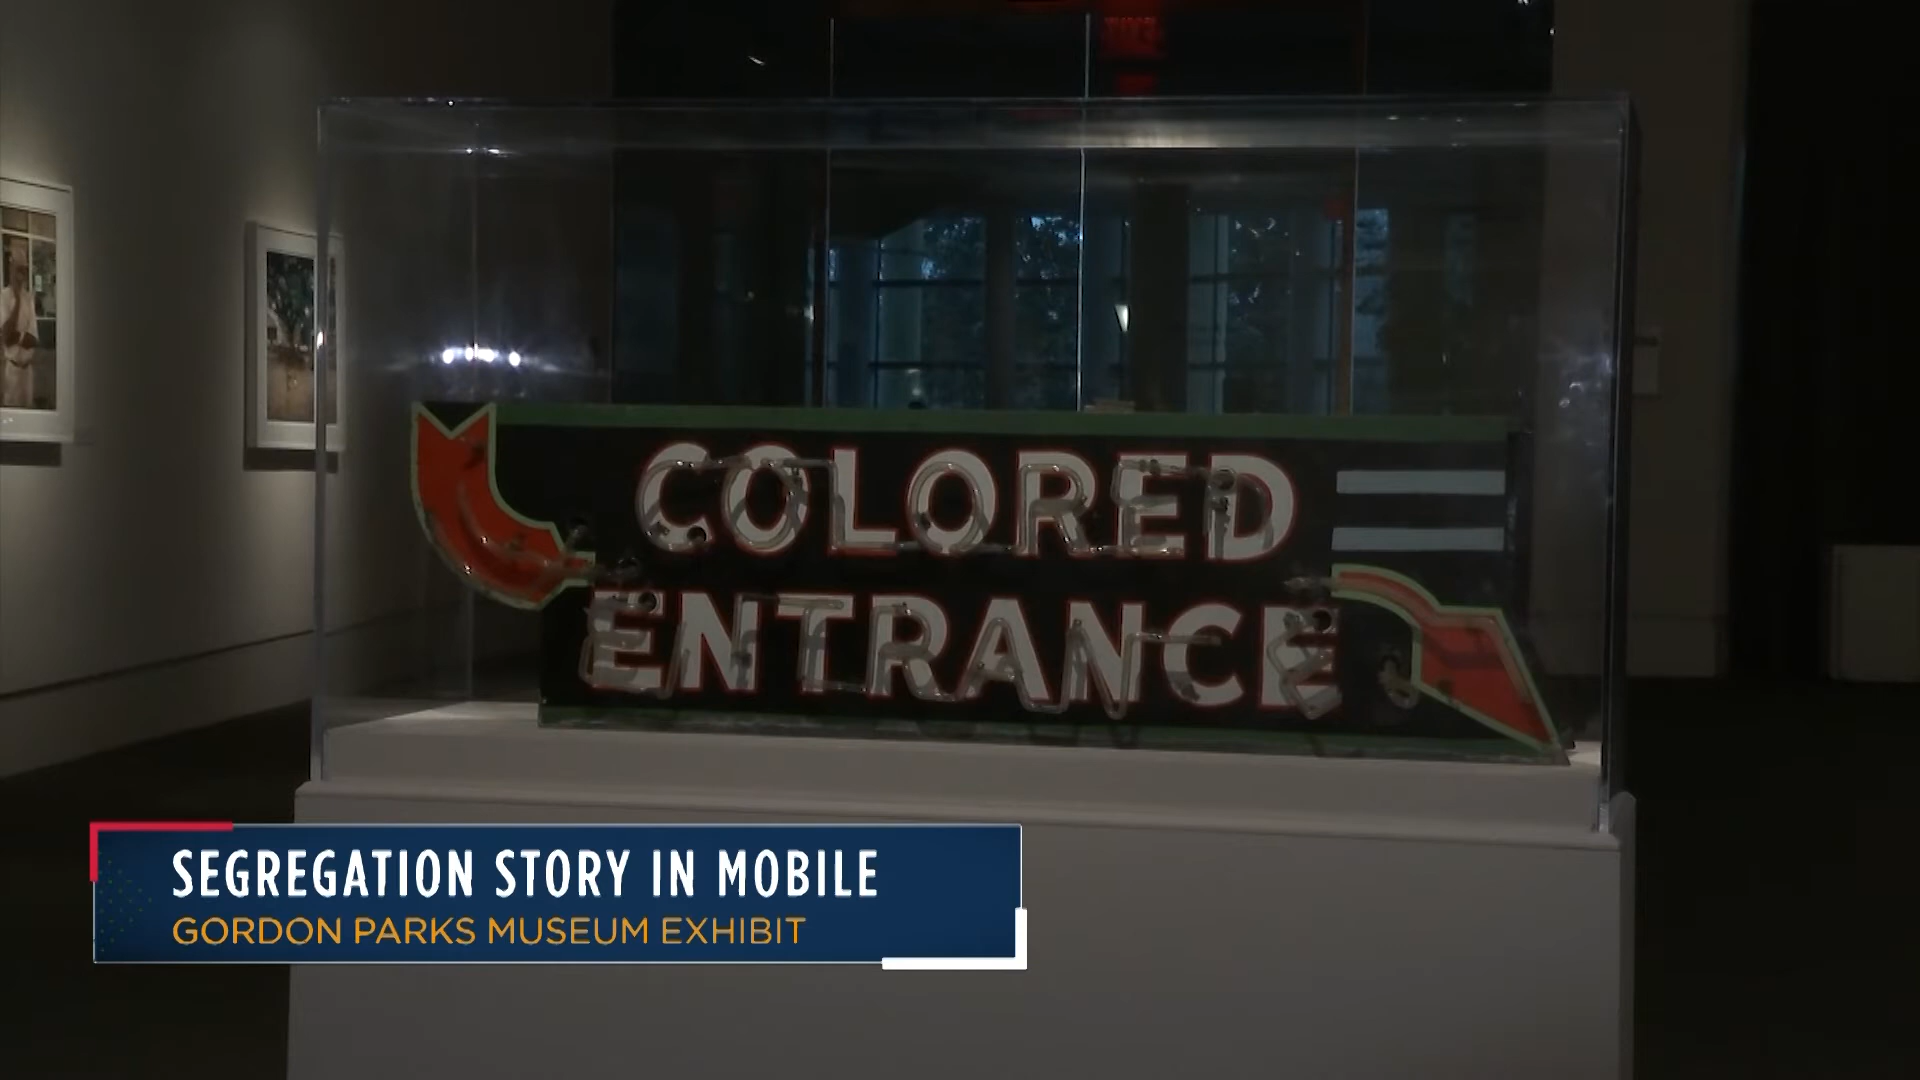 COLORED
ENTRANCE
SEGREGATION STORY IN MOBILE
GORDON PARKS MUSEUM EXHIBIT